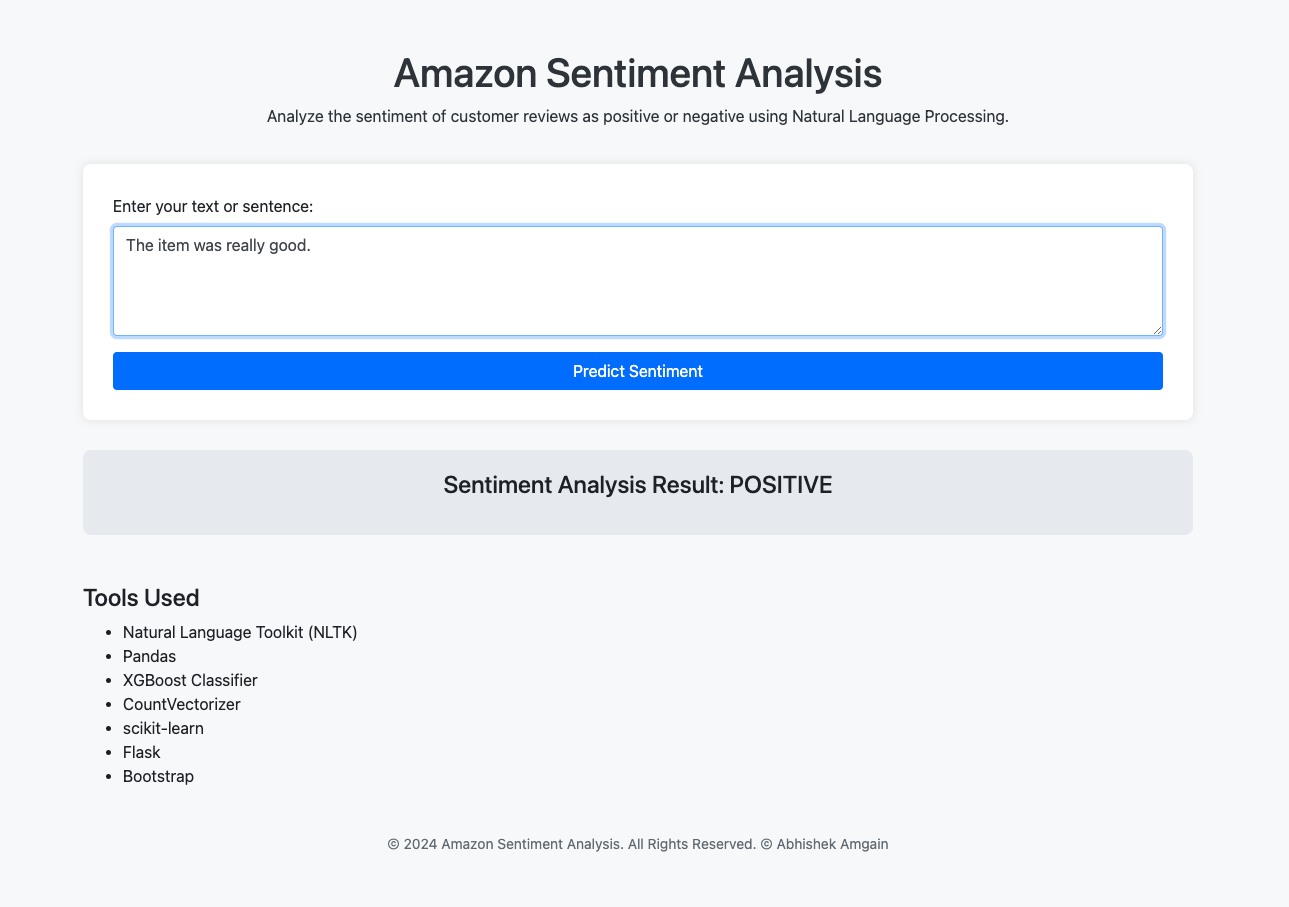 Amazon Sentiment Analysis
Analyze the sentiment of customer reviews as positive or negative using Natural Language Processing.
Enter your text or sentence:
The item was really good.
Predict Sentiment
Sentiment Analysis Result: POSITIVE
Tools Used
• Natural Language Toolkit (NLTK)
• Pandas
• XGBoost Classifier
• CountVectorizer
• scikit-learn
• Flask
• Bootstrap
© 2024 Amazon Sentiment Analysis. All Rights Reserved. © Abhishek Amgain